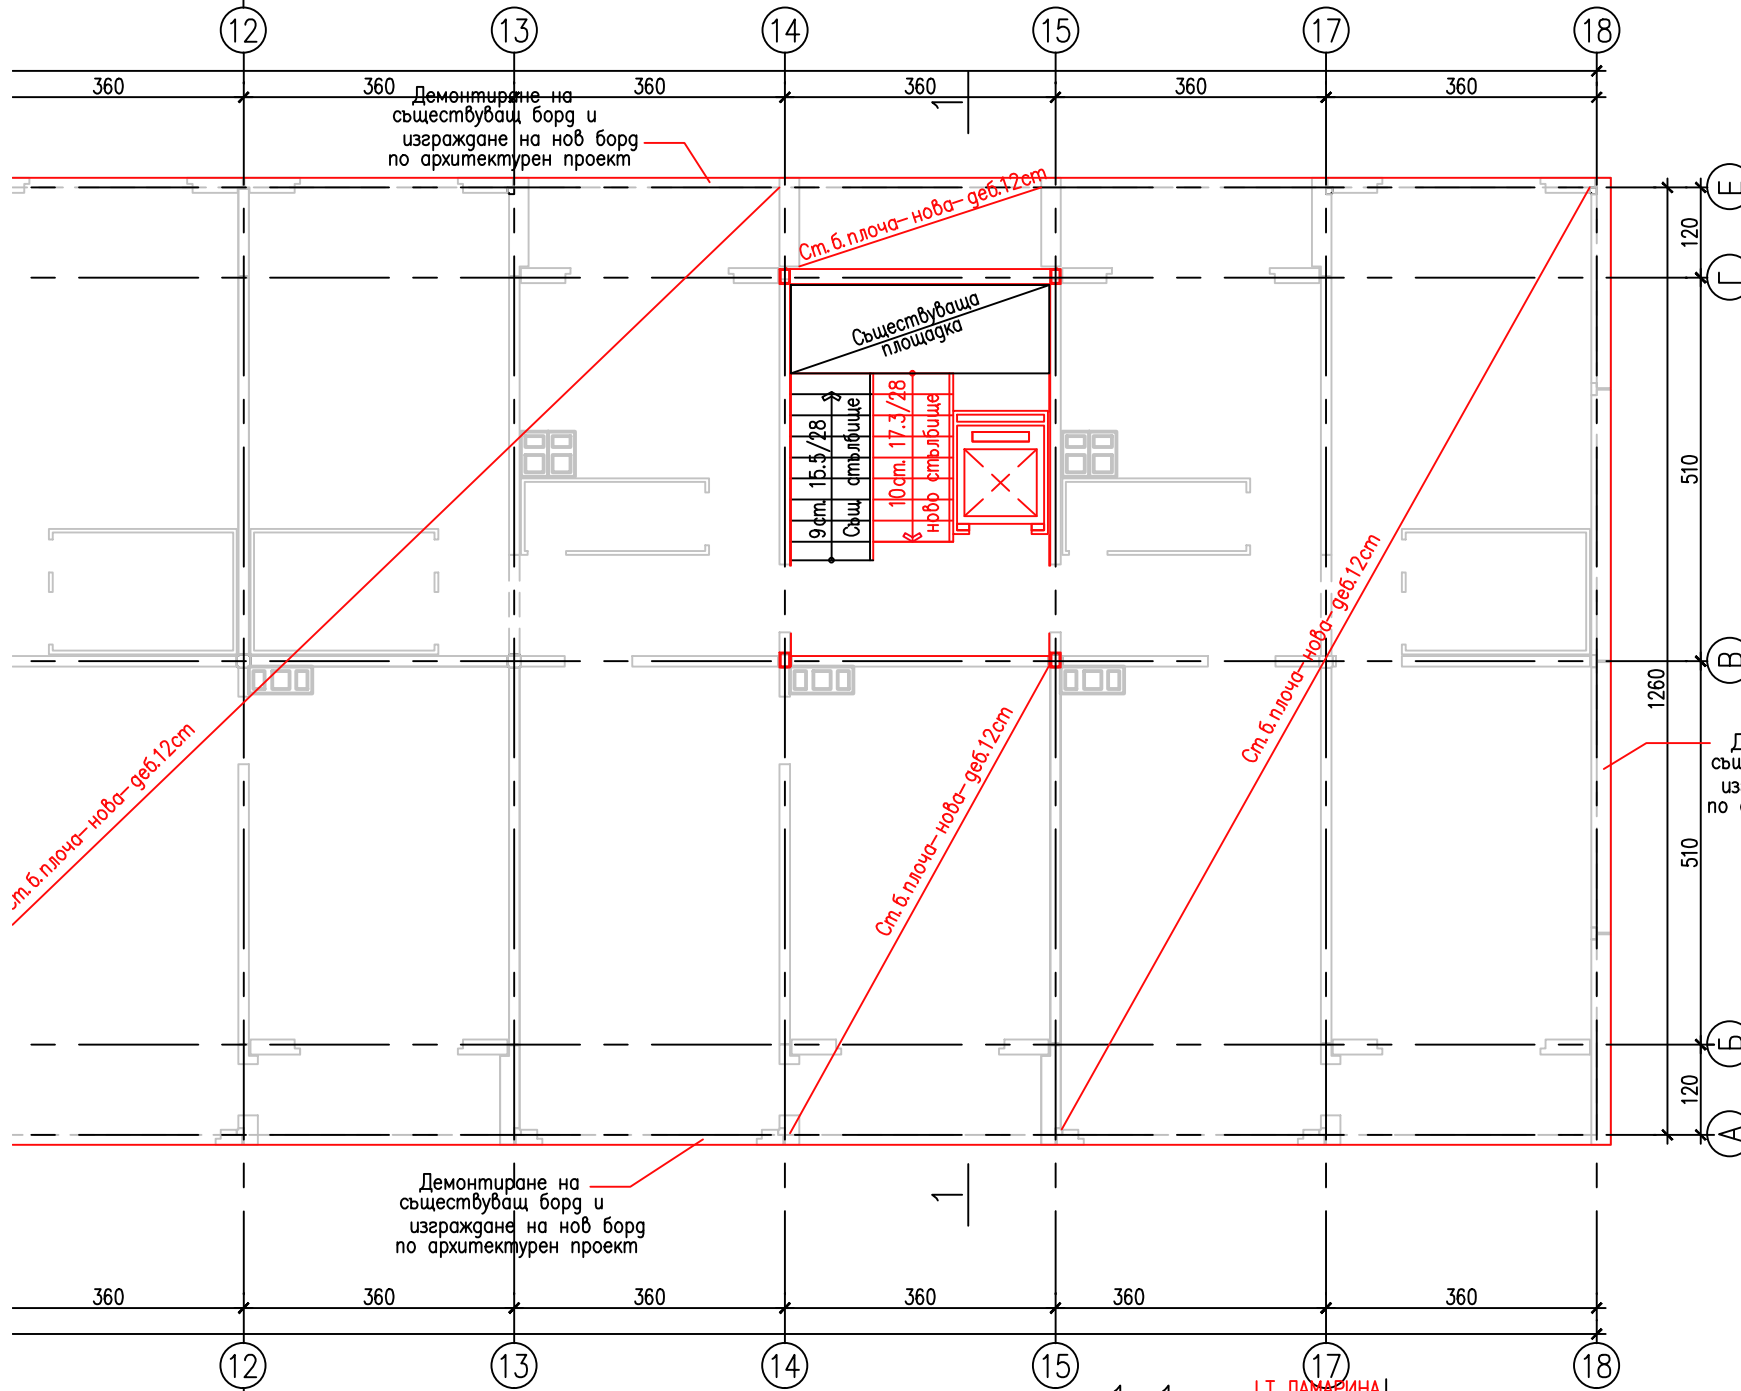 12 13 14 15 17 18
360 360 360 360 360 360
Демонтиране на
съществуващ борд и
изграждане на нов борд
по архитектурен проект
1
Ст.б.плоча-нова-деб.12cm
Съществуваща
площадка
9ст. 15.5/28
Същ стълбище
10ст. 17.3/28
ново стълбище
Ст.б.плоча-нова-деб.12cm
Ст.б.плоча-нова-деб.12cm
Ст.б.плоча-нова-деб.12cm
Е
120
Г
510
В
1260
510
Б
120
А
по
Демонтиране на
съществуващ борд и
изграждане на нов борд
по архитектурен проект
1
360 360 360 360 360 360
12 13 14 15 17 18